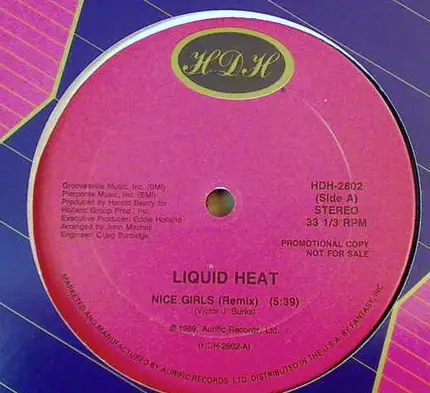 HDH
Groovesville Music, Inc. (BMI)
Pierponte Music, Inc. (BMI)
Produced by Harold Beatty for
Holland Group Prod., Inc.
Executive Producer: Eddie Holland
Arranged by John Mitchell
Engineer: Craig Burbidge
HDH-2802
(Side A)
STEREO
33 1/3 RPM
PROMOTIONAL COPY
NOT FOR SALE
LIQUID HEAT
NICE GIRLS (Remix) (5:39)
(Victor J. Burks)
℗ 1989, Aurific Records, Ltd.
(HDH-2802-A)
MARKETED AND MANUFACTURED BY AURIFIC RECORDS, LTD. DISTRIBUTED IN THE U.S.A. BY FANTASY, INC.